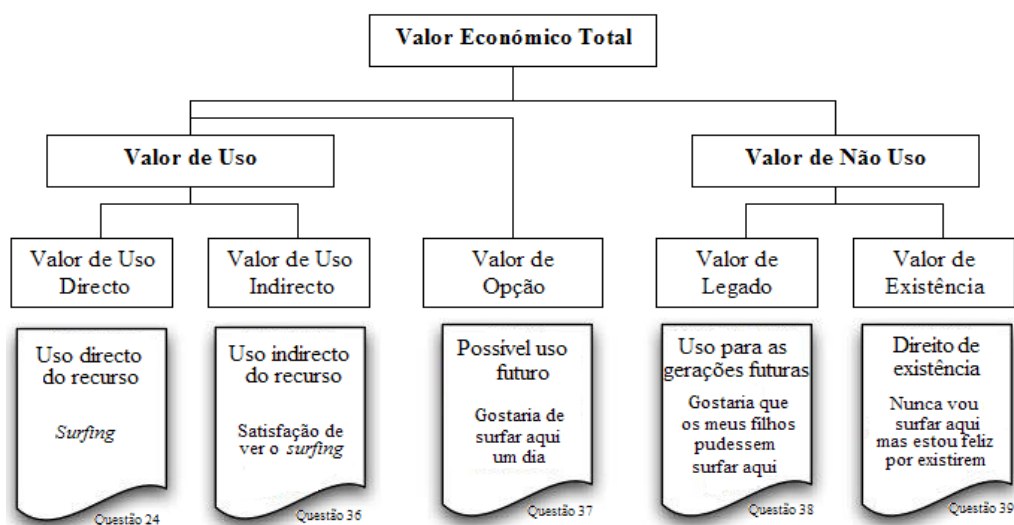 Valor Económico Total
Valor de Uso
Valor de Não Uso
Valor de Uso
Directo
Valor de Uso
Indirecto
Valor de
Opção
Valor de
Legado
Valor de
Existência
Uso directo
do recurso
Surfing
Questão 24
Uso indirecto
do recurso
Satisfação de
ver o surfing
Questão 36
Possível uso
futuro
Gostaria de
surfar aqui
um dia
Questão 37
Uso para as
gerações futuras
Gostaria que
os meus filhos
pudessem
surfar aqui
Questão 38
Direito de
existência
Nunca vou
surfar aqui
mas estou feliz
por existirem
Questão 39